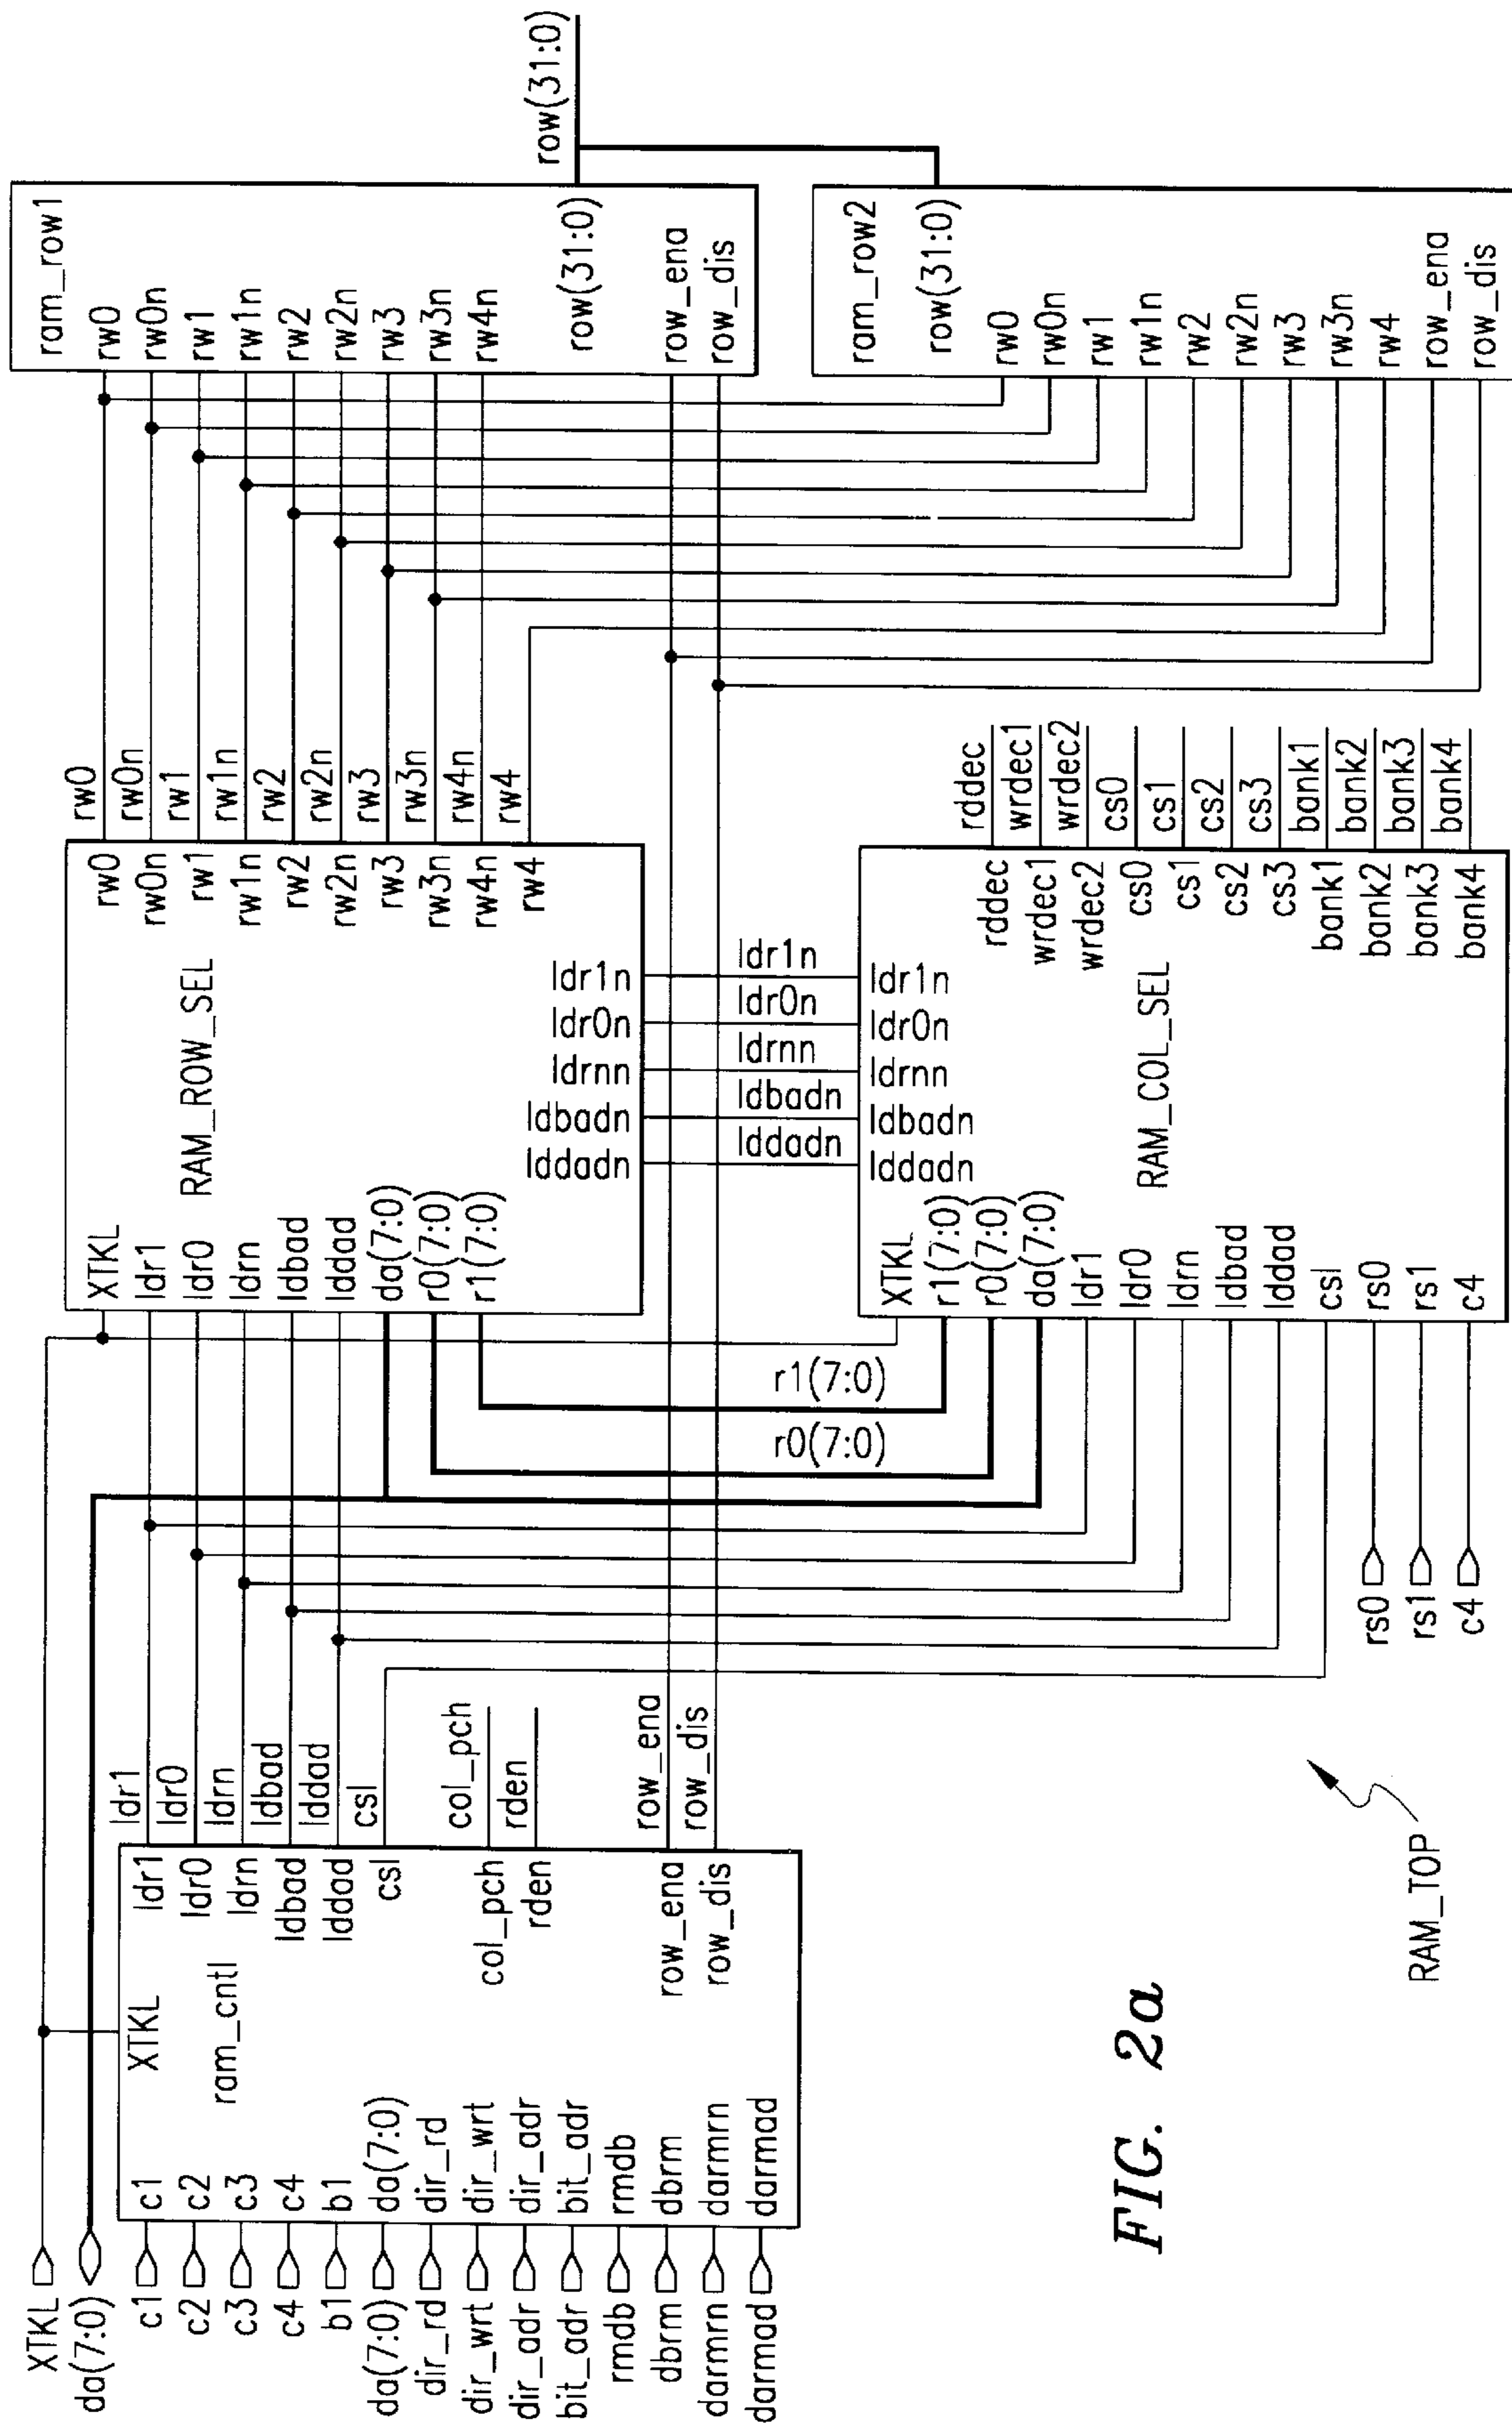 XTKL
da(7:0)
c1
c2
c3
c4
b1
da(7:0)
dir_rd
dir_wrt
dir_adr
bit_adr
rmdb
dbrm
darmrn
darmad
XTKL
ram_cntl
c1
c2
c3
c4
b1
da(7:0)
dir_rd
dir_wrt
dir_adr
bit_adr
rmdb
dbrm
darmrn
darmad
ldr1
ldr0
ldrn
ldbad
lddad
csl
col_pch
rden
row_ena
row_dis
ldr1
ldr0
ldrn
ldbad
lddad
csl
col_pch
rden
row_ena
row_dis
XTKL
ldr1
ldr0
ldrn
ldbad
lddad
da(7:0)
r0(7:0)
r1(7:0)
RAM_ROW_SEL
rw0
rw0n
rw1
rw1n
rw2
rw2n
rw3
rw3n
rw4n
rw4
ldr1n
ldr0n
ldrnn
ldbadn
lddadn
rw0
rw0n
rw1
rw1n
rw2
rw2n
rw3
rw3n
rw4n
rw4
ram_row1
rw0
rw0n
rw1
rw1n
rw2
rw2n
rw3
rw3n
rw4n
row(31:0)
row_ena
row_dis
row(31:0)
r1(7:0)
r0(7:0)
ldr1n
ldr0n
ldrnn
ldbadn
lddadn
ldr1n
ldr0n
ldrnn
ldbadn
lddadn
XTKL
r1(7:0)
r0(7:0)
da(7:0)
ldr1
ldr0
ldrn
ldbad
lddad
csl
rs0
rs1
c4
RAM_COL_SEL
rddec
wrdec1
wrdec2
cs0
cs1
cs2
cs3
bank1
bank2
bank3
bank4
rddec
wrdec1
wrdec2
cs0
cs1
cs2
cs3
bank1
bank2
bank3
bank4
ram_row2
row(31:0)
rw0
rw0n
rw1
rw1n
rw2
rw2n
rw3
rw3n
rw4
row_ena
row_dis
rs0
rs1
c4
RAM_TOP
FIG. 2a